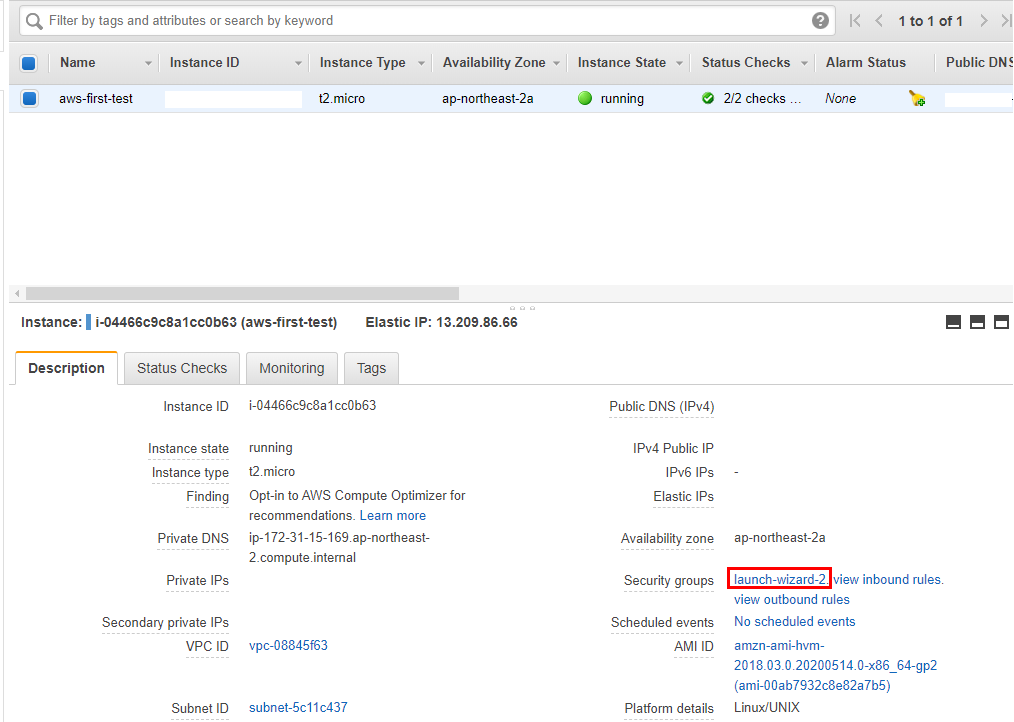 Filter by tags and attributes or search by keyword ? 1 to 1 of 1
Name Instance ID Instance Type Availability Zone Instance State Status Checks Alarm Status Public DNS
aws-first-test t2.micro ap-northeast-2a running 2/2 checks … None
Instance: i-04466c9c8a1cc0b63 (aws-first-test) Elastic IP: 13.209.86.66
Description Status Checks Monitoring Tags
Instance ID i-04466c9c8a1cc0b63 Public DNS (IPv4)
Instance state running IPv4 Public IP
Instance type t2.micro IPv6 IPs -
Finding Opt-in to AWS Compute Optimizer for Elastic IPs
recommendations. Learn more
Private DNS ip-172-31-15-169.ap-northeast- Availability zone ap-northeast-2a
2.compute.internal
Private IPs Security groups launch-wizard-2. view inbound rules.
view outbound rules
Secondary private IPs Scheduled events No scheduled events
VPC ID vpc-08845f63 AMI ID amzn-ami-hvm-
2018.03.0.20200514.0-x86_64-gp2
(ami-00ab7932c8e82a7b5)
Subnet ID subnet-5c11c437 Platform details Linux/UNIX